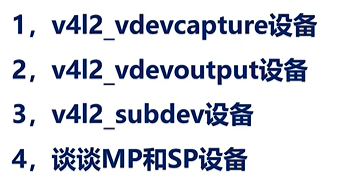 1，v4l2_vdevcapture设备
2，v4l2_vdevoutput设备
3，v4l2_subdev设备
4，谈谈MP和SP设备